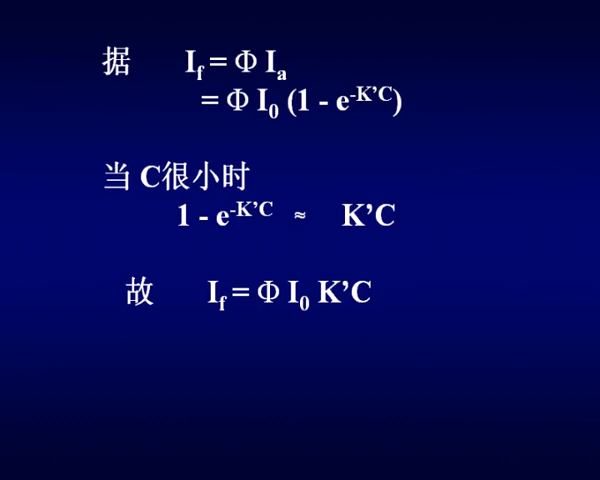 据 I_f = Φ I_a
= Φ I_0 (1 - e^-K’C)
当 C很小时
1 - e^-K’C ≈ K’C
故 I_f = Φ I_0 K’C